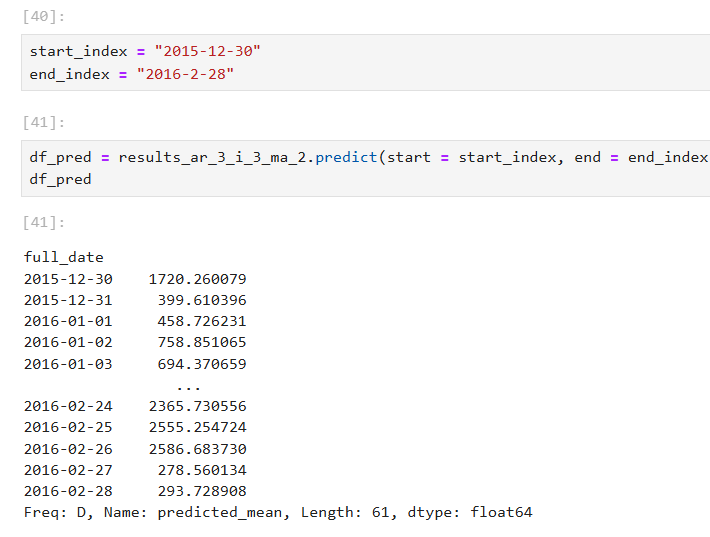 [40]:
start_index = "2015-12-30"
end_index = "2016-2-28"
[41]:
df_pred = results_ar_3_i_3_ma_2.predict(start = start_index, end = end_index
df_pred
[41]:
full_date
2015-12-30    1720.260079
2015-12-31     399.610396
2016-01-01     458.726231
2016-01-02     758.851065
2016-01-03     694.370659
...
2016-02-24    2365.730556
2016-02-25    2555.254724
2016-02-26    2586.683730
2016-02-27     278.560134
2016-02-28     293.728908
Freq: D, Name: predicted_mean, Length: 61, dtype: float64